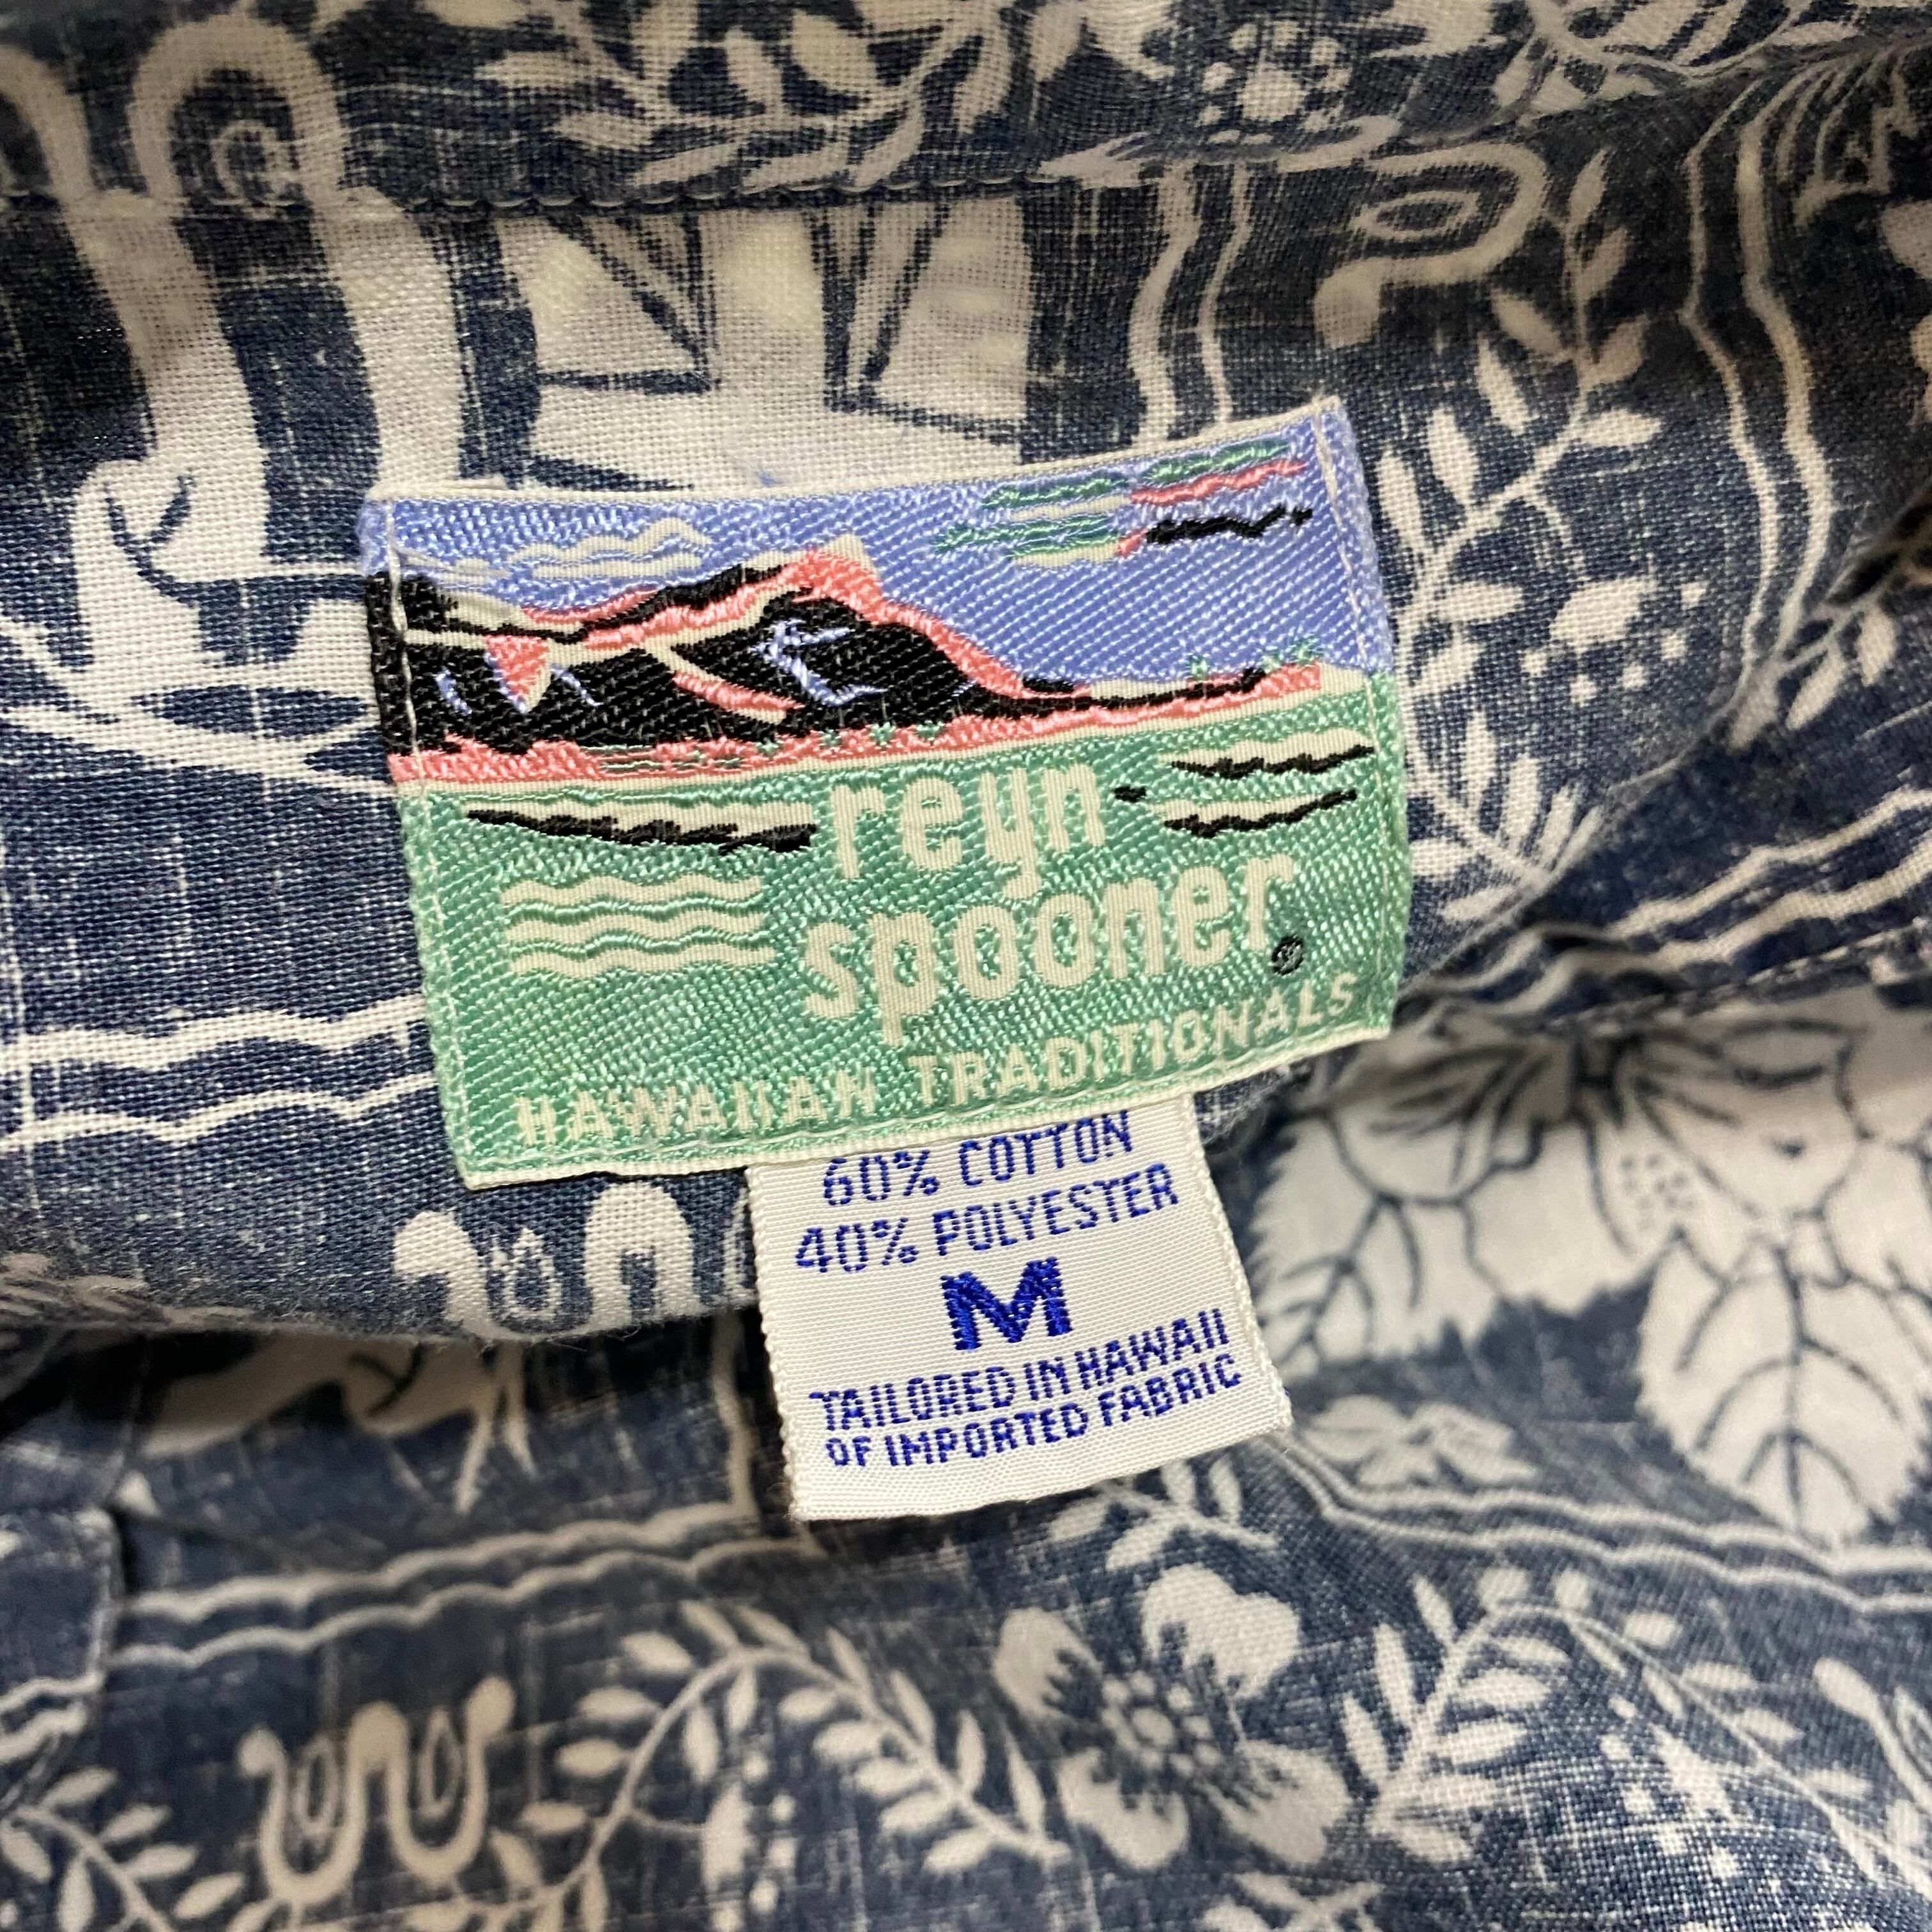 reyn
spooner®
HAWAIIAN TRADITIONALS
60% COTTON
40% POLYESTER
M
TAILORED IN HAWAII
OF IMPORTED FABRIC